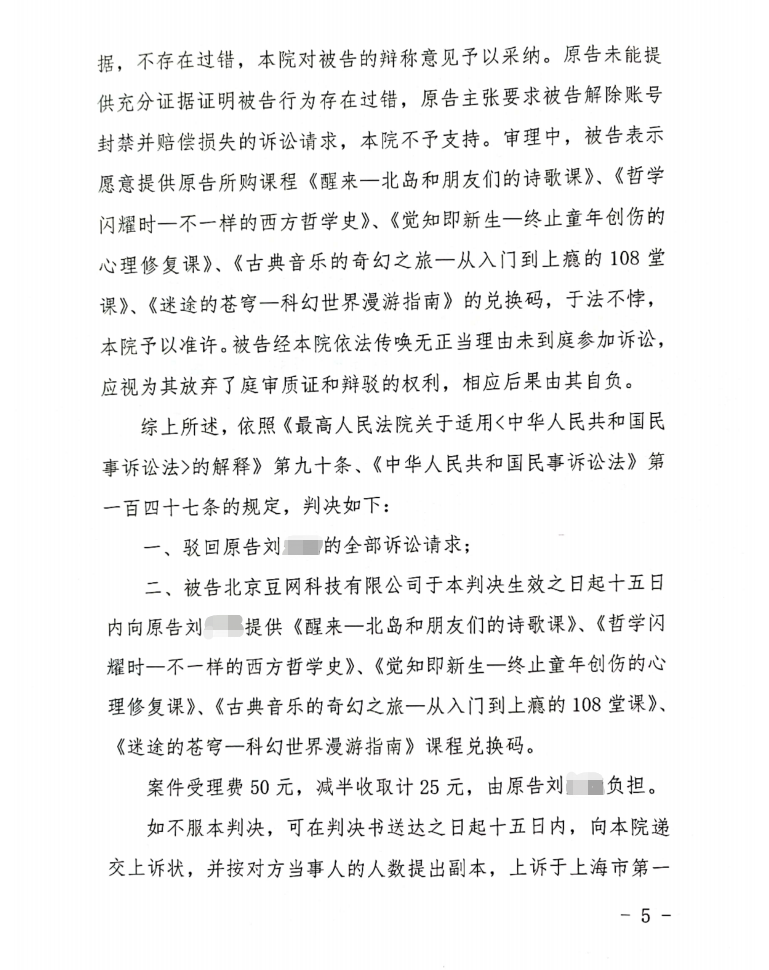 据，不存在过错，本院对被告的辩称意见予以采纳。原告未能提
供充分证据证明被告行为存在过错，原告主张要求被告解除账号
封禁并赔偿损失的诉讼请求，本院不予支持。审理中，被告表示
愿意提供原告所购课程《醒来—北岛和朋友们的诗歌课》、《哲学
闪耀时—不一样的西方哲学史》、《觉知即新生—终止童年创伤的
心理修复课》、《古典音乐的奇幻之旅—从入门到上瘾的 108 堂
课》、《迷途的苍穹—科幻世界漫游指南》的兑换码，于法不悖，
本院予以准许。被告经本院依法传唤无正当理由未到庭参加诉讼，
应视为其放弃了庭审质证和辩驳的权利，相应后果由其自负。
综上所述，依照《最高人民法院关于适用<中华人民共和国民
事诉讼法>的解释》第九十条、《中华人民共和国民事诉讼法》第
一百四十七条的规定，判决如下：
一、驳回原告刘 的全部诉讼请求；
二、被告北京豆网科技有限公司于本判决生效之日起十五日
内向原告刘 提供《醒来—北岛和朋友们的诗歌课》、《哲学闪
耀时—不一样的西方哲学史》、《觉知即新生—终止童年创伤的心
理修复课》、《古典音乐的奇幻之旅—从入门到上瘾的 108 堂课》、
《迷途的苍穹—科幻世界漫游指南》课程兑换码。
案件受理费 50 元，减半收取计 25 元，由原告刘 负担。
如不服本判决，可在判决书送达之日起十五日内，向本院递
交上诉状，并按对方当事人的人数提出副本，上诉于上海市第一
- 5 -